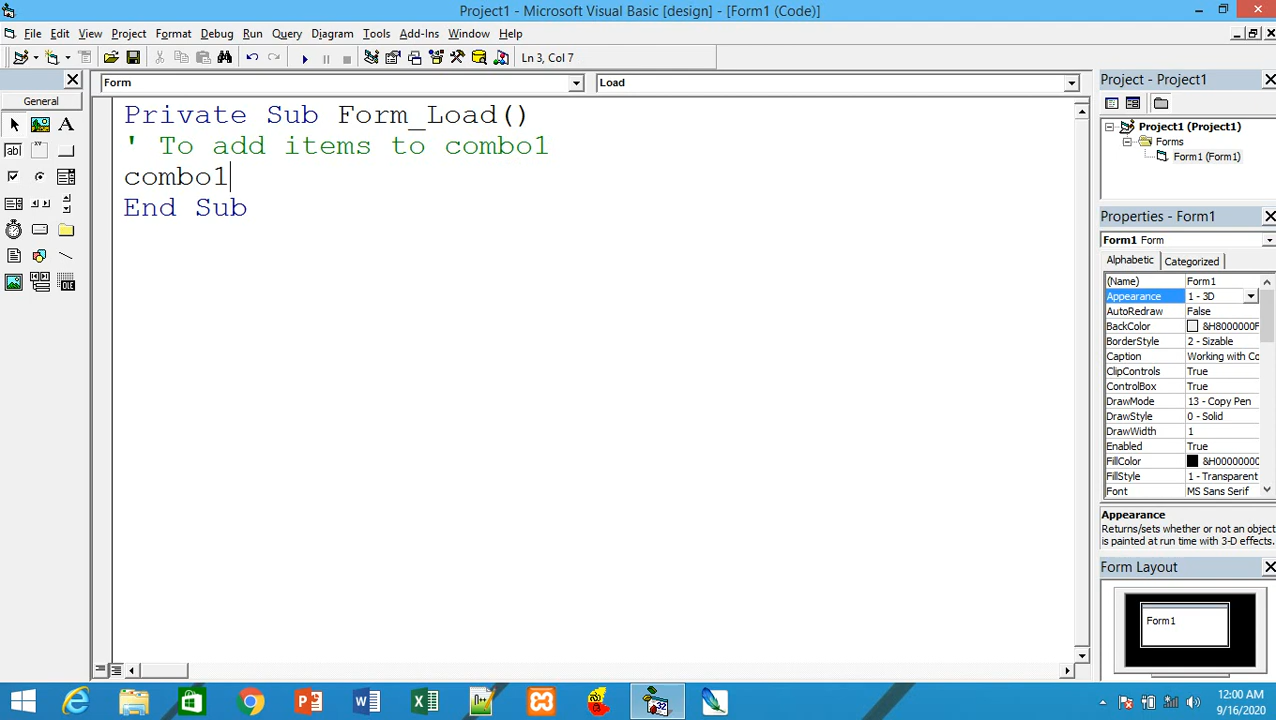 Project1 - Microsoft Visual Basic [design] - [Form1 (Code)]
File Edit View Project Format Debug Run Query Diagram Tools Add-Ins Window Help
Ln 3, Col 7
General
Form
Load
Private Sub Form_Load()
' To add items to combo1
combo1
End Sub
Project - Project1
Project1 (Project1)
Forms
Form1 (Form1)
Properties - Form1
Form1 Form
Alphabetic Categorized
(Name) Form1
Appearance 1 - 3D
AutoRedraw False
BackColor &H8000000F
BorderStyle 2 - Sizable
Caption Working with Co
ClipControls True
ControlBox True
DrawMode 13 - Copy Pen
DrawStyle 0 - Solid
DrawWidth 1
Enabled True
FillColor &H00000000
FillStyle 1 - Transparent
Font MS Sans Serif
Appearance
Returns/sets whether or not an object
is painted at run time with 3-D effects.
Form Layout
Form1
12:00 AM
9/16/2020